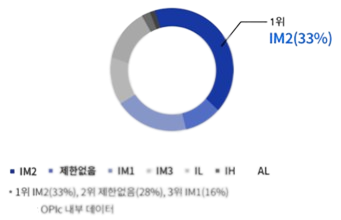 1위
IM2(33%)
IM2 제한없음 IM1 IM3 IL IH AL
* 1위 IM2(33%), 2위 제한없음(28%), 3위 IM1(16%)
OPIc 내부 데이터